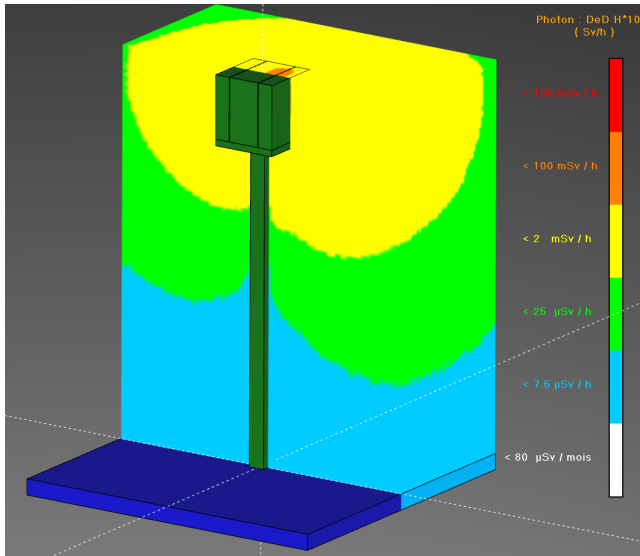 Photon : DeD H*10
( Sv/h )
< 100 mSv / h
< 100 mSv / h
< 2 mSv / h
< 25 µSv / h
< 7.5 µSv / h
< 80 µSv / mois